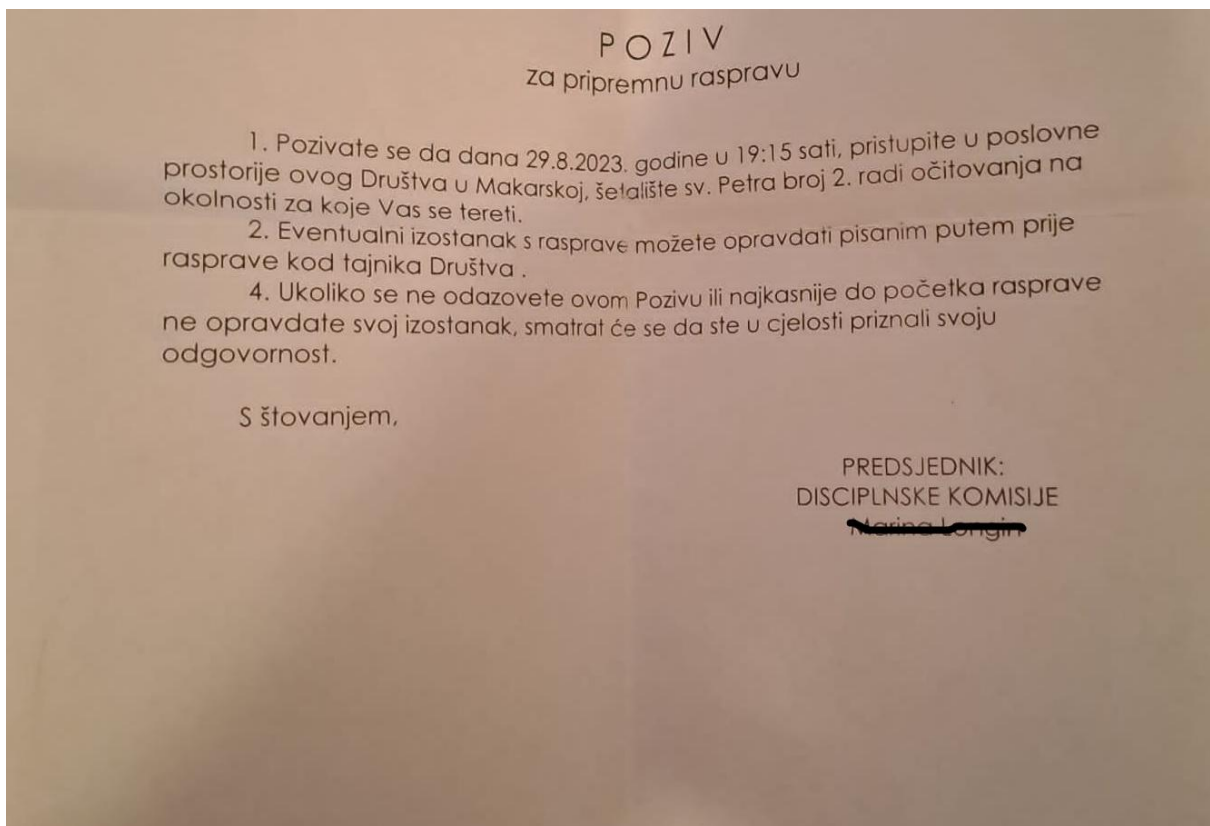 POZIV
za pripremnu raspravu
1. Pozivate se da dana 29.8.2023. godine u 19:15 sati, pristupite u poslovne
prostorije ovog Društva u Makarskoj, šetalište sv. Petra broj 2. radi očitovanja na
okolnosti za koje Vas se tereti.
2. Eventualni izostanak s rasprave možete opravdati pisanim putem prije
rasprave kod tajnika Društva .
4. Ukoliko se ne odazovete ovom Pozivu ili najkasnije do početka rasprave
ne opravdate svoj izostanak, smatrat će se da ste u cjelosti priznali svoju
odgovornost.
S štovanjem,
PREDSJEDNIK:
DISCIPLNSKE KOMISIJE